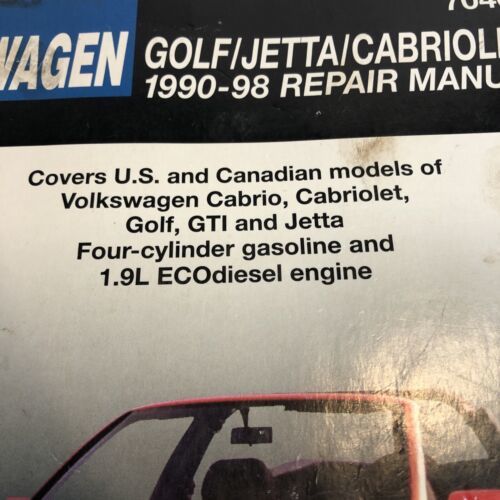 WAGEN
GOLF/JETTA/CABRIOL
1990-98 REPAIR MANU
Covers U.S. and Canadian models of
Volkswagen Cabrio, Cabriolet,
Golf, GTI and Jetta
Four-cylinder gasoline and
1.9L ECOdiesel engine